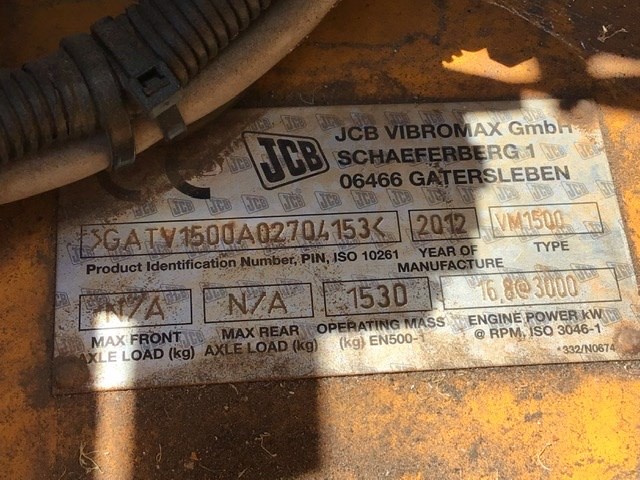 JCB
JCB VIBROMAX GmbH
SCHAEFERBERG 1
06466 GATERSLEBEN
>GATV1500A02704153<
2012
VM1500
Product Identification Number, PIN, ISO 10261
YEAR OF
MANUFACTURE
TYPE
N/A
N/A
1530
16,8@3000
MAX FRONT
AXLE LOAD (kg)
MAX REAR
AXLE LOAD (kg)
OPERATING MASS
(kg) EN500-1
ENGINE POWER kW
@ RPM, ISO 3046-1
*332/N0674